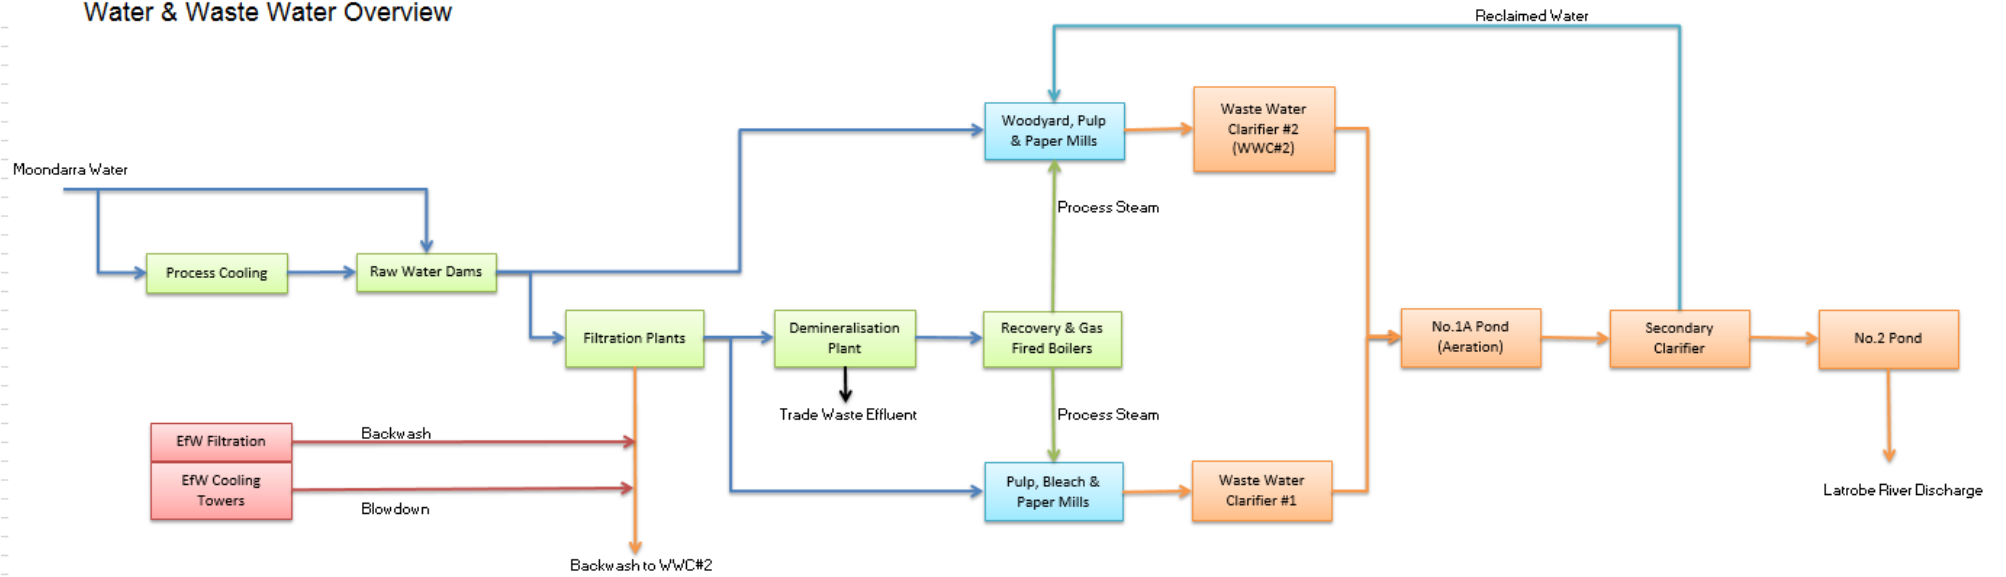 Water & Waste Water Overview
Reclaimed Water
Woodyard, Pulp
& Paper Mills
Waste Water
Clarifier #2
(WWC#2)
Moondarra Water
Process Steam
Process Cooling
Raw Water Dams
Filtration Plants
Demineralisation
Plant
Recovery & Gas
Fired Boilers
No.1A Pond
(Aeration)
Secondary
Clarifier
No.2 Pond
Trade Waste Effluent
Process Steam
EfW Filtration
Backwash
EfW Cooling
Towers
Blowdown
Pulp, Bleach &
Paper Mills
Waste Water
Clarifier #1
Latrobe River Discharge
Backwash to WWC#2